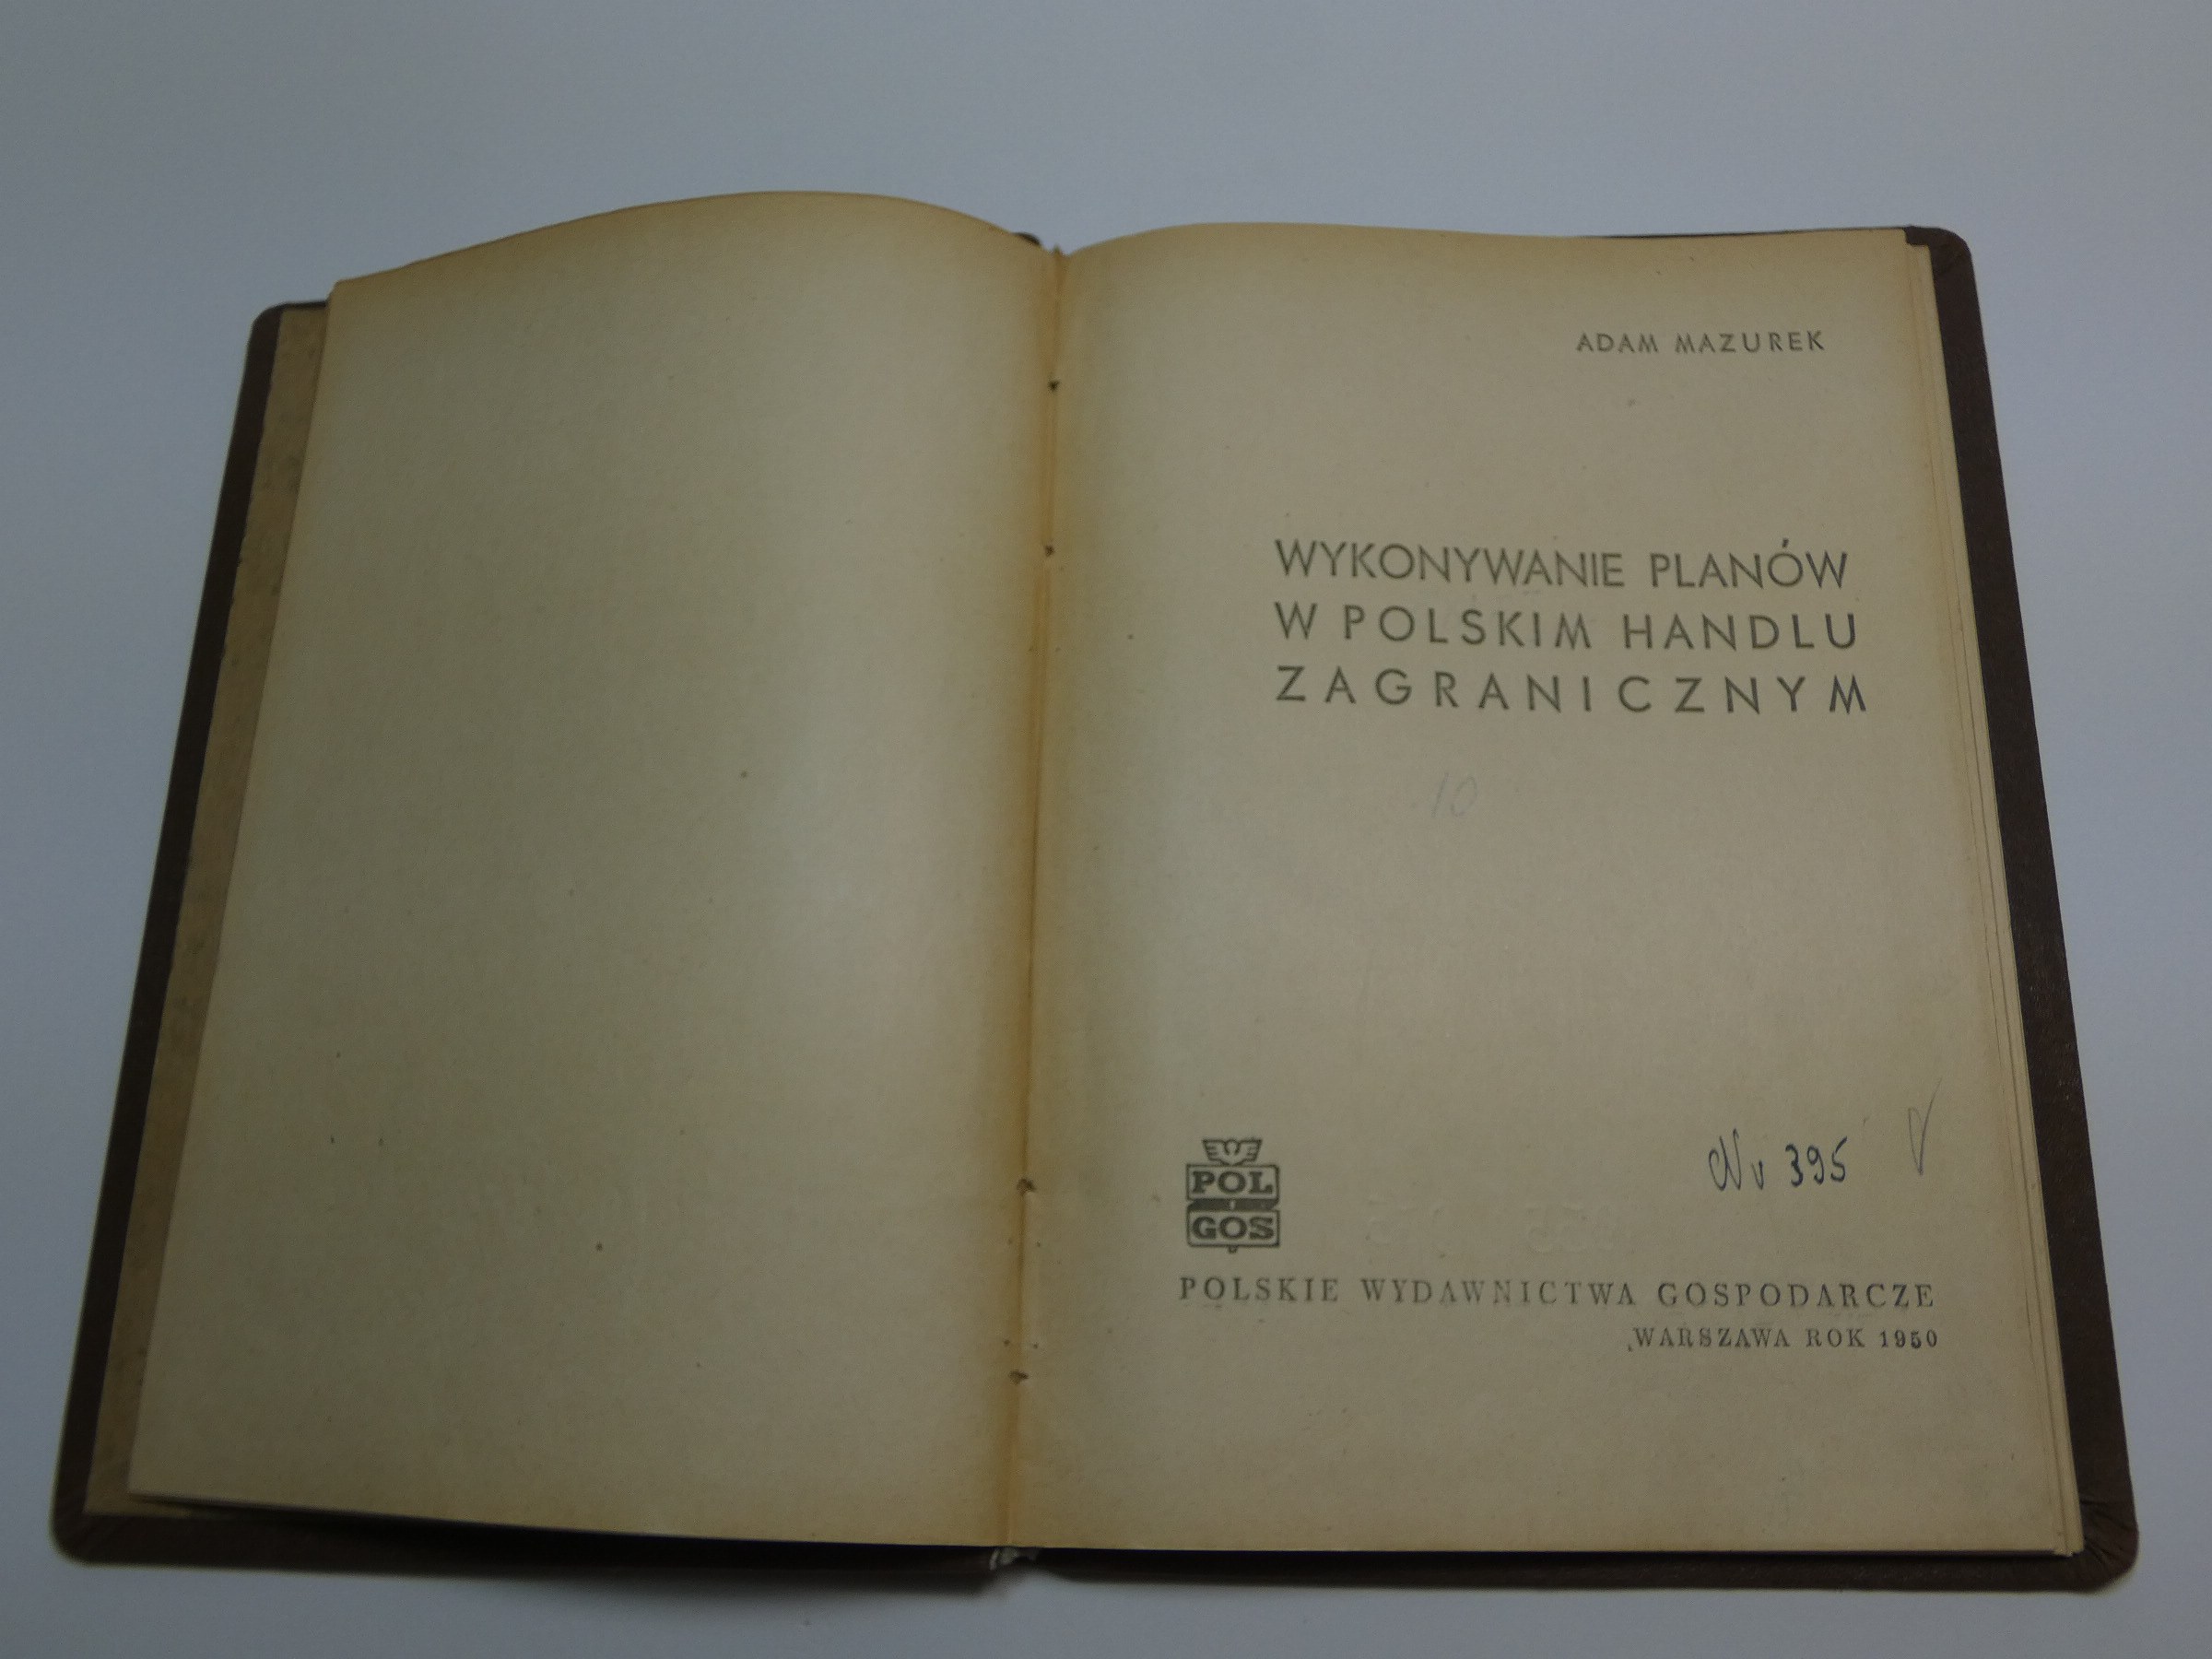 ADAM MAZUREK
WYKONYWANIE PLANÓW
W POLSKIM HANDLU
ZAGRANICZNYM
10
Nr 395
POL
GOS
POLSKIE WYDAWNICTWA GOSPODARCZE
WARSZAWA ROK 1950